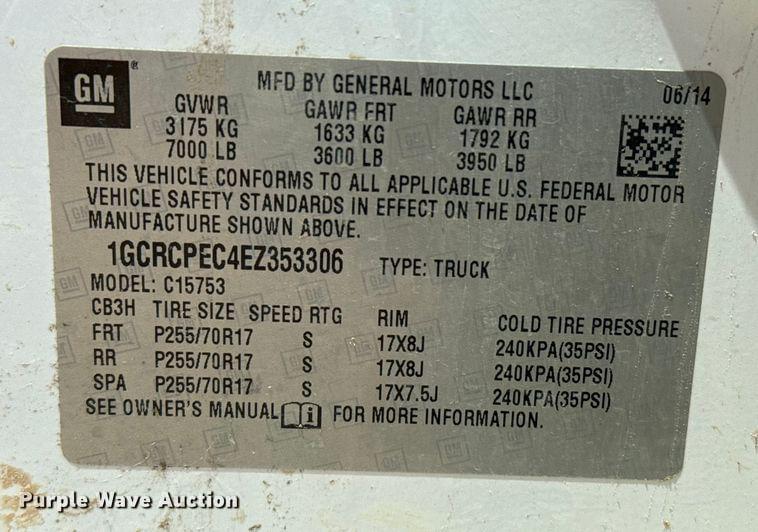 GM ®
MFD BY GENERAL MOTORS LLC 06/14
GVWR GAWR FRT GAWR RR
3175 KG 1633 KG 1792 KG
7000 LB 3600 LB 3950 LB
THIS VEHICLE CONFORMS TO ALL APPLICABLE U.S. FEDERAL MOTOR
VEHICLE SAFETY STANDARDS IN EFFECT ON THE DATE OF
MANUFACTURE SHOWN ABOVE.
1GCRCPEC4EZ353306 TYPE: TRUCK
MODEL: C15753
CB3H TIRE SIZE SPEED RTG RIM COLD TIRE PRESSURE
FRT P255/70R17 S 17X8J 240KPA(35PSI)
RR P255/70R17 S 17X8J 240KPA(35PSI)
SPA P255/70R17 S 17X7.5J 240KPA(35PSI)
SEE OWNER'S MANUAL i FOR MORE INFORMATION.
Purple Wave Auction